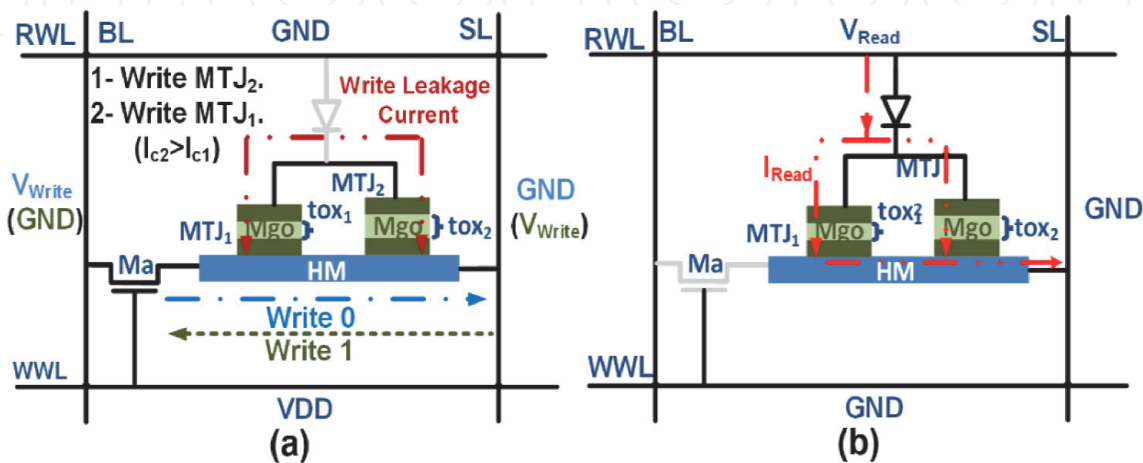 RWL BL GND SL
1- Write MTJ2.
2- Write MTJ1.
(Ic2>Ic1)
Write Leakage
Current
VWrite
(GND)
MTJ2
MTJ1
Mgo
tox1
Mgo
tox2
GND
(VWrite)
Ma
HM
Write 0
Write 1
WWL
VDD
(a)
RWL BL VRead SL
IRead
MTJ
MTJ1
Mgo
Mgo
tox2
GND
Ma
HM
WWL
GND
(b)